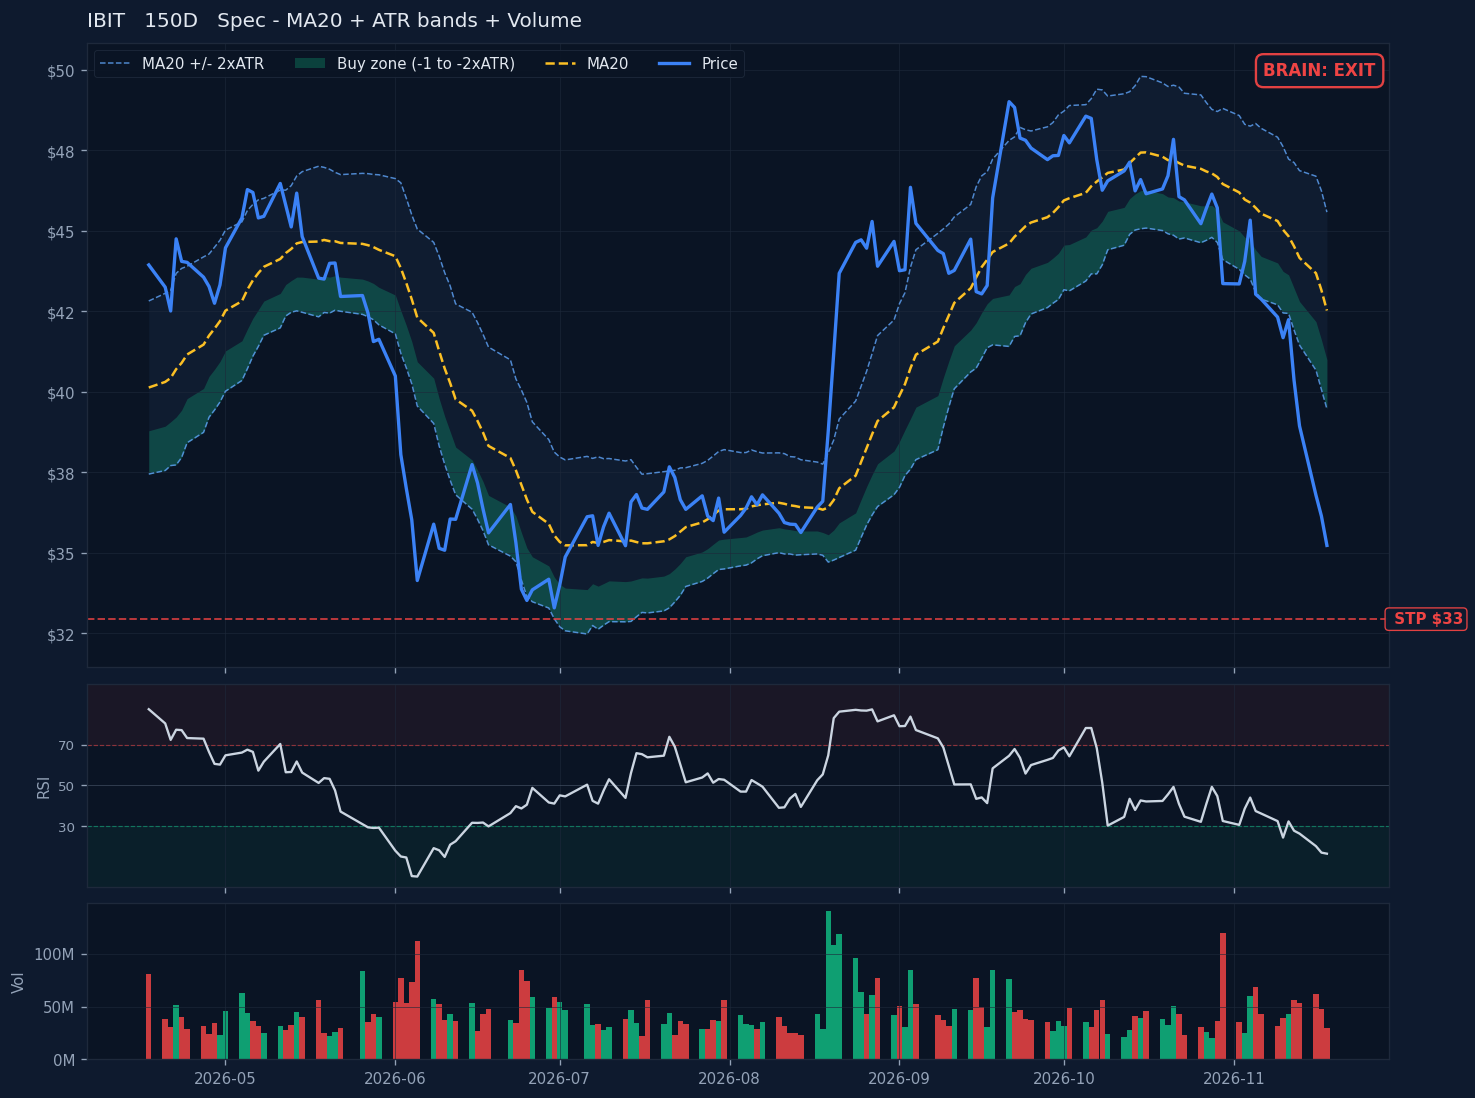 IBIT   150D   Spec - MA20 + ATR bands + Volume
MA20 +/- 2xATR   Buy zone (-1 to -2xATR)   MA20   Price
BRAIN: EXIT
$50
$48
$45
$42
$40
$38
$35
$32
STP $33
RSI
70
50
30
Vol
100M
50M
0M
2026-05   2026-06   2026-07   2026-08   2026-09   2026-10   2026-11